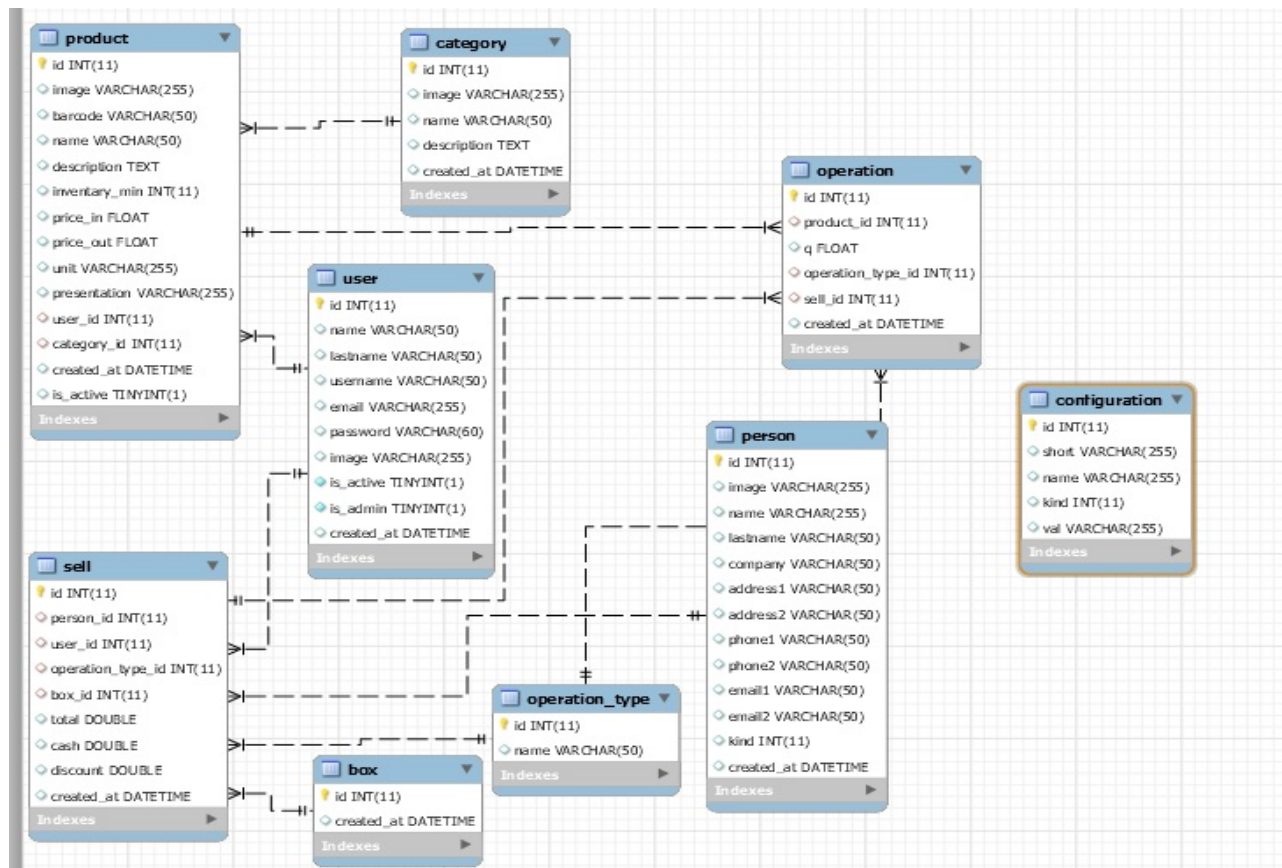 product
id INT(11)
image VARCHAR(255)
barcode VARCHAR(50)
name VARCHAR(50)
description TEXT
inventary_min INT(11)
price_in FLOAT
price_out FLOAT
unit VARCHAR(255)
presentation VARCHAR(255)
user_id INT(11)
category_id INT(11)
created_at DATETIME
is_active TINYINT(1)
Indexes
category
id INT(11)
image VARCHAR(255)
name VARCHAR(50)
description TEXT
created_at DATETIME
Indexes
operation
id INT(11)
product_id INT(11)
q FLOAT
operation_type_id INT(11)
sell_id INT(11)
created_at DATETIME
Indexes
user
id INT(11)
name VARCHAR(50)
lastname VARCHAR(50)
username VARCHAR(50)
email VARCHAR(255)
password VARCHAR(60)
image VARCHAR(255)
is_active TINYINT(1)
is_admin TINYINT(1)
created_at DATETIME
Indexes
configuration
id INT(11)
short VARCHAR(255)
name VARCHAR(255)
kind INT(11)
val VARCHAR(255)
Indexes
person
id INT(11)
image VARCHAR(255)
name VARCHAR(255)
lastname VARCHAR(50)
company VARCHAR(50)
address1 VARCHAR(50)
address2 VARCHAR(50)
phone1 VARCHAR(50)
phone2 VARCHAR(50)
email1 VARCHAR(50)
email2 VARCHAR(50)
kind INT(11)
created_at DATETIME
Indexes
sell
id INT(11)
person_id INT(11)
user_id INT(11)
operation_type_id INT(11)
box_id INT(11)
total DOUBLE
cash DOUBLE
discount DOUBLE
created_at DATETIME
Indexes
operation_type
id INT(11)
name VARCHAR(50)
Indexes
box
id INT(11)
created_at DATETIME
Indexes